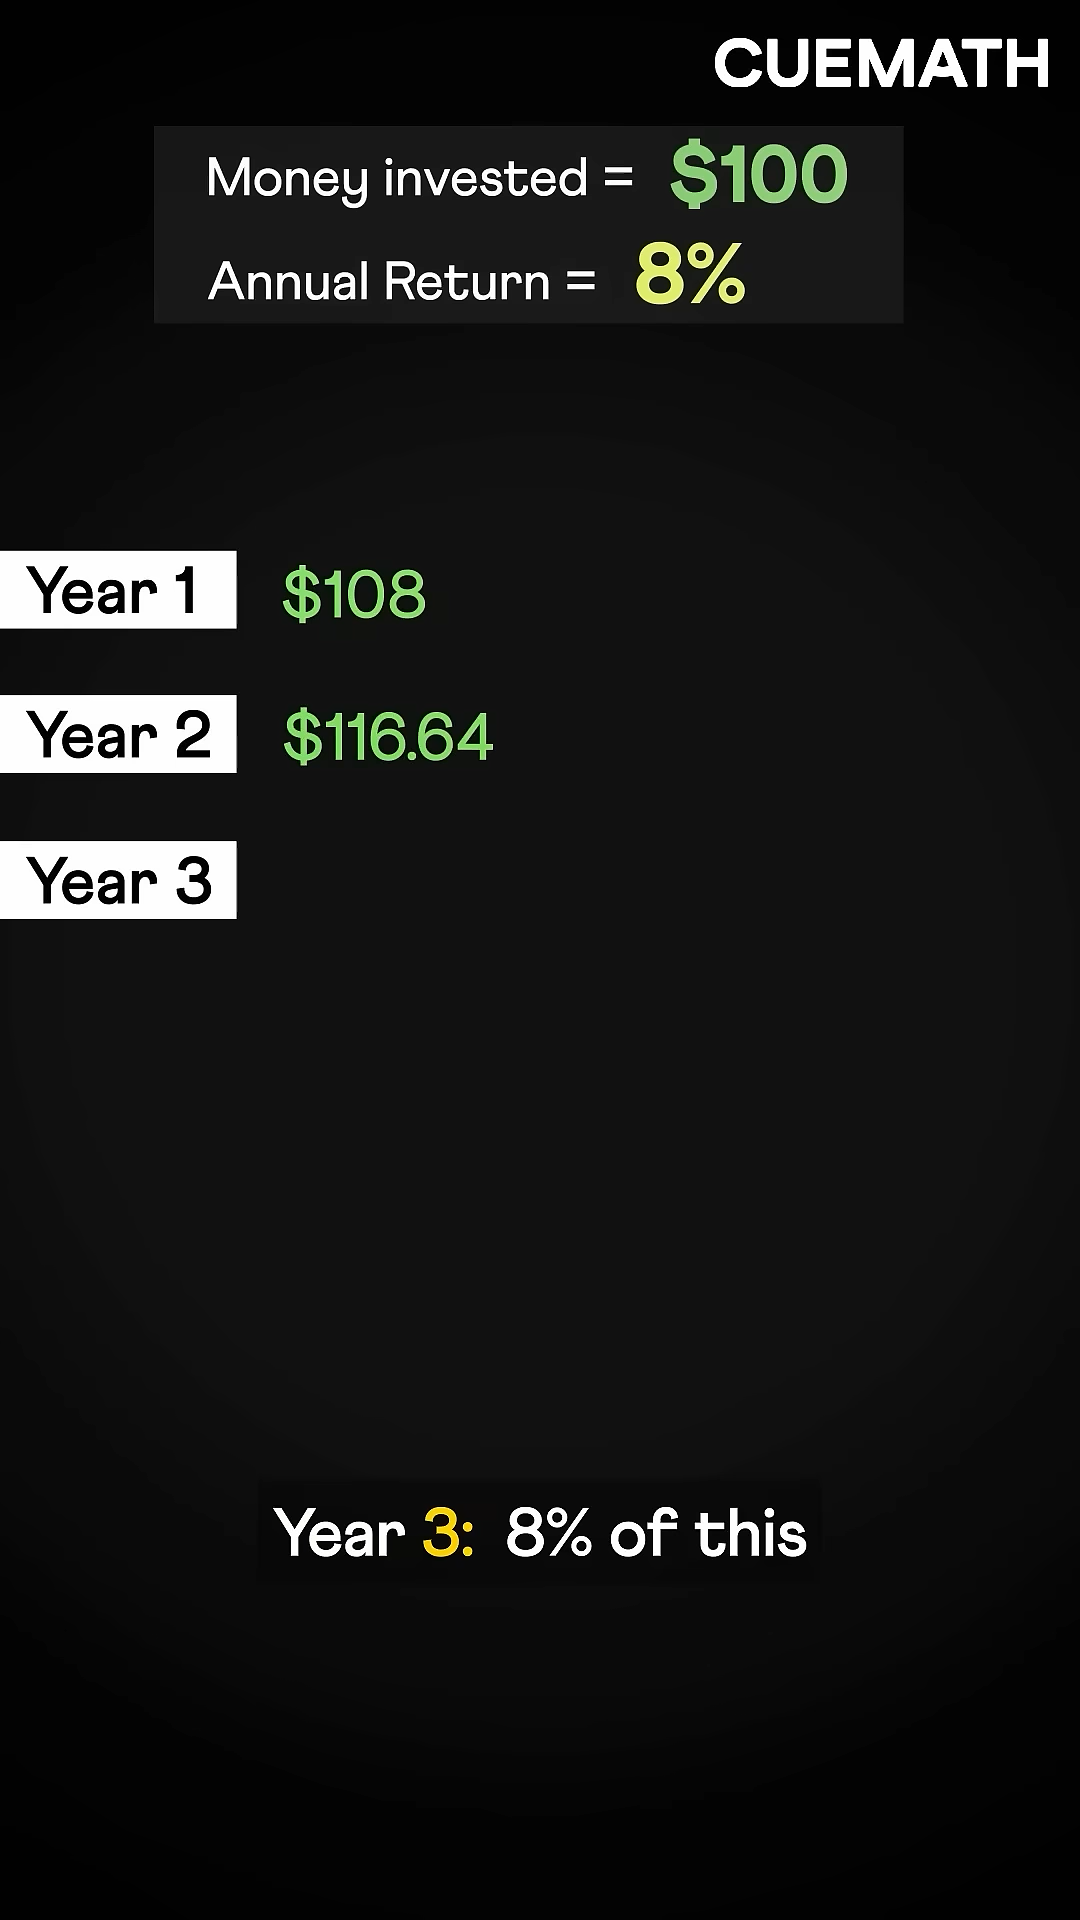 CUEMATH
Money invested = $100
Annual Return = 8%
Year 1 $108
Year 2 $116.64
Year 3
Year 3: 8% of this